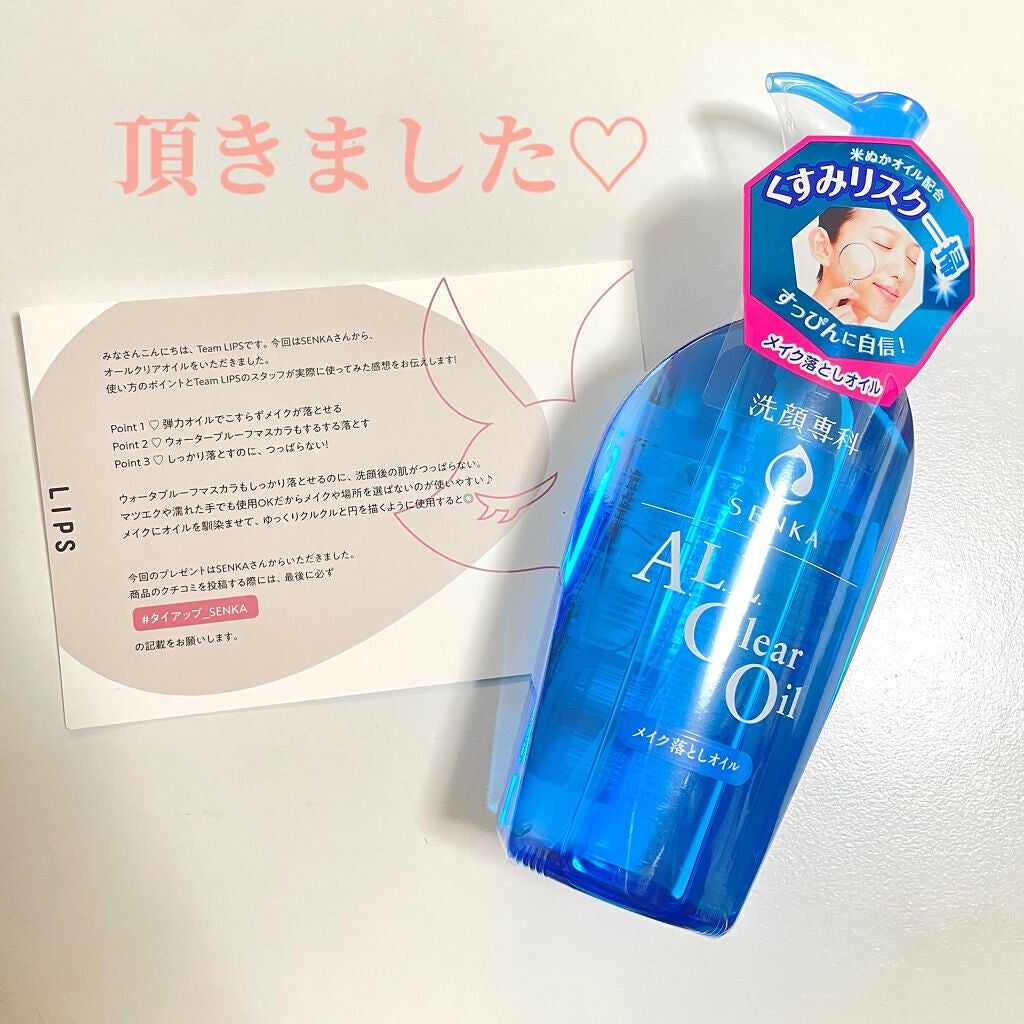 頂きました♡
みなさんこんにちは、Team LIPSです。今回はSENKAさんから、
オールクリアオイルをいただきました。
使い方のポイントとTeam LIPSのスタッフが実際に使ってみた感想をお伝えします!
Point 1 ♡ 弾力オイルでこすらずメイクが落とせる
Point 2 ♡ ウォータープルーフマスカラもするする落とす
Point 3 ♡ しっかり落とすのに、つっぱらない!
ウォータプルーフマスカラもしっかり落とせるのに、洗顔後の肌がつっぱらない。
マツエクや濡れた手でも使用OKだからメイクや場所を選ばないのが使いやすい♪
メイクにオイルを馴染ませて、ゆっくりクルクルと円を描くように使用すると◎
今回のプレゼントはSENKAさんからいただきました。
商品のクチコミを投稿する際には、最後に必ず
#タイアップ_SENKA
の記載をお願いします。
LIPS
米ぬかオイル配合
くすみリスク一掃
すっぴんに自信!
メイク落としオイル
洗顔専科
SENKA
ALL
Clear
Oil
メイク落としオイル